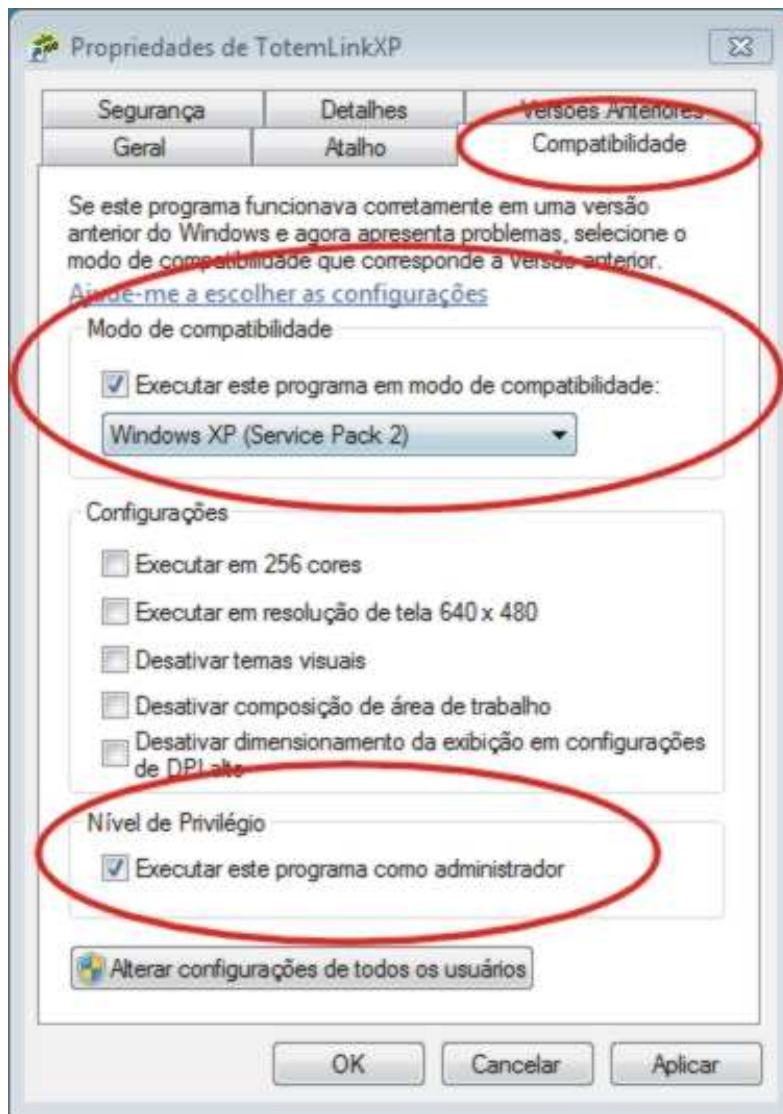 Propriedades de TotemLinkXP
Segurança Detalhes Versões Anteriores
Geral Atalho Compatibilidade
Se este programa funcionava corretamente em uma versão
anterior do Windows e agora apresenta problemas, selecione o
modo de compatibilidade que corresponde à versão anterior.
Ajude-me a escolher as configurações
Modo de compatibilidade
Executar este programa em modo de compatibilidade:
Windows XP (Service Pack 2)
Configurações
Executar em 256 cores
Executar em resolução de tela 640 x 480
Desativar temas visuais
Desativar composição de área de trabalho
Desativar dimensionamento da exibição em configurações
de DPI alto
Nível de Privilégio
Executar este programa como administrador
Alterar configurações de todos os usuários
OK Cancelar Aplicar